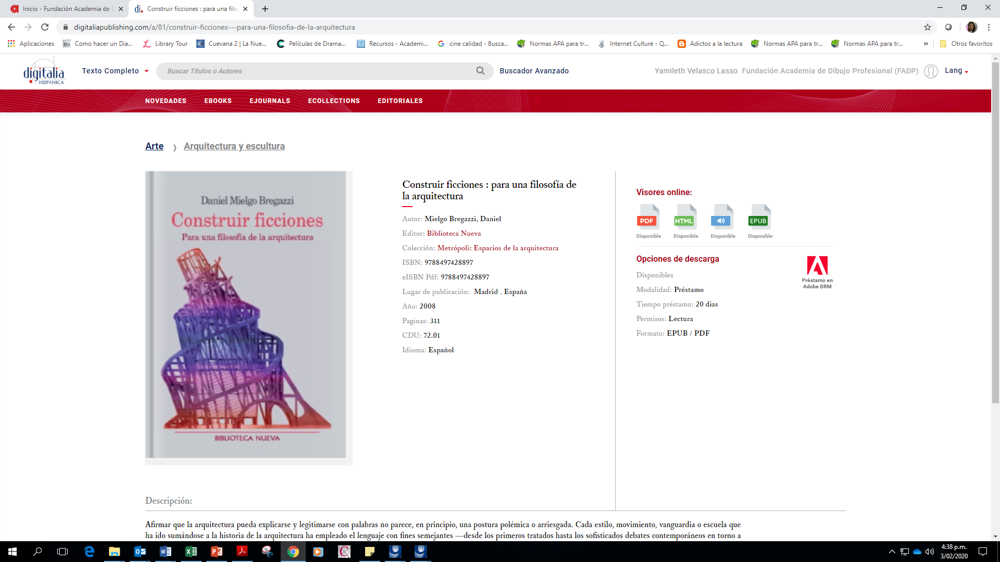 Inicio - Fundación Academia de D
Construir ficciones : para una filo
digitaliapublishing.com/a/81/construir-ficciones---para-una-filosofia-de-la-arquitectura
Aplicaciones
Como hacer un Dia...
Library Tour
Cuevana 2 | La Nue...
Películas de Drama...
Recursos - Academi...
cine calidad - Busca...
Normas APA para tr...
Internet Culture - Q...
Adictos a la lectura
Normas APA para tr...
Normas APA para tr...
»
Otros favoritos
digitalia
HISPÁNICA
Texto Completo
Buscar Títulos o Autores
Buscador Avanzado
Yamileth Velasco Lasso Fundación Academia de Dibujo Profesional (FADP)
Lang
NOVEDADES
EBOOKS
EJOURNALS
ECOLLECTIONS
EDITORIALES
Arte
Arquitectura y escultura
Daniel Mielgo Bregazzi
Construir ficciones
Para una filosofía de la arquitectura
BIBLIOTECA NUEVA
Construir ficciones : para una filosofía de
la arquitectura
Autor: Mielgo Bregazzi, Daniel
Editor: Biblioteca Nueva
Colección: Metrópoli: Espacios de la arquitectura
ISBN: 9788497428897
eISBN Pdf: 9788497428897
Lugar de publicación: Madrid , España
Año: 2008
Paginas: 311
CDU: 72.01
Idioma: Español
Visores online:
PDF
HTML
EPUB
Disponible
Disponible
Disponible
Disponible
Opciones de descarga
Disponibles
Modalidad: Préstamo
Tiempo préstamo: 20 dias
Permisos: Lectura
Formato: EPUB / PDF
Préstamo en
Adobe DRM
Descripción:
Afirmar que la arquitectura pueda explicarse y legitimarse con palabras no parece, en principio, una postura polémica o arriesgada. Cada estilo, movimiento, vanguardia o escuela que
ha ido sumándose a la historia de la arquitectura ha empleado el lenguaje con fines semejantes —desde los primeros tratados hasta los sofisticados debates contemporáneos en torno a
4:38 p.m.
3/02/2020